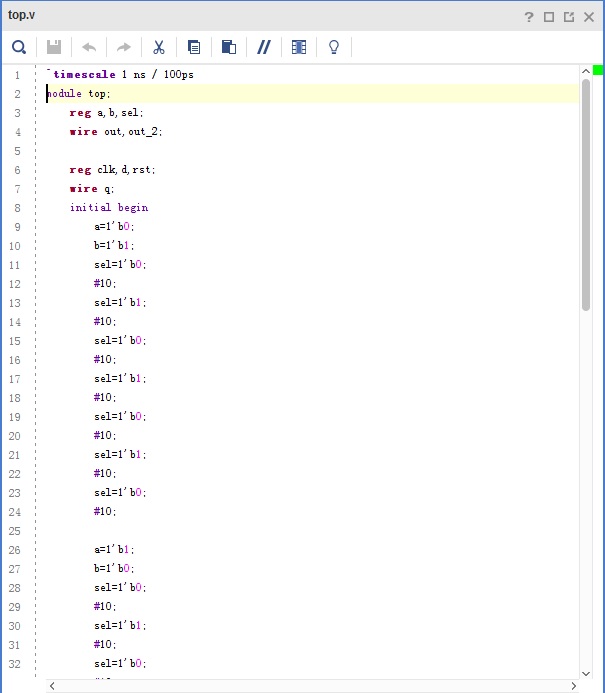 top.v
1 `timescale 1 ns / 100ps
2 module top;
3 reg a,b,sel;
4 wire out,out_2;
5
6 reg clk,d,rst;
7 wire q;
8 initial begin
9 a=1'b0;
10 b=1'b1;
11 sel=1'b0;
12 #10;
13 sel=1'b1;
14 #10;
15 sel=1'b0;
16 #10;
17 sel=1'b1;
18 #10;
19 sel=1'b0;
20 #10;
21 sel=1'b1;
22 #10;
23 sel=1'b0;
24 #10;
25
26 a=1'b1;
27 b=1'b0;
28 sel=1'b0;
29 #10;
30 sel=1'b1;
31 #10;
32 sel=1'b0;